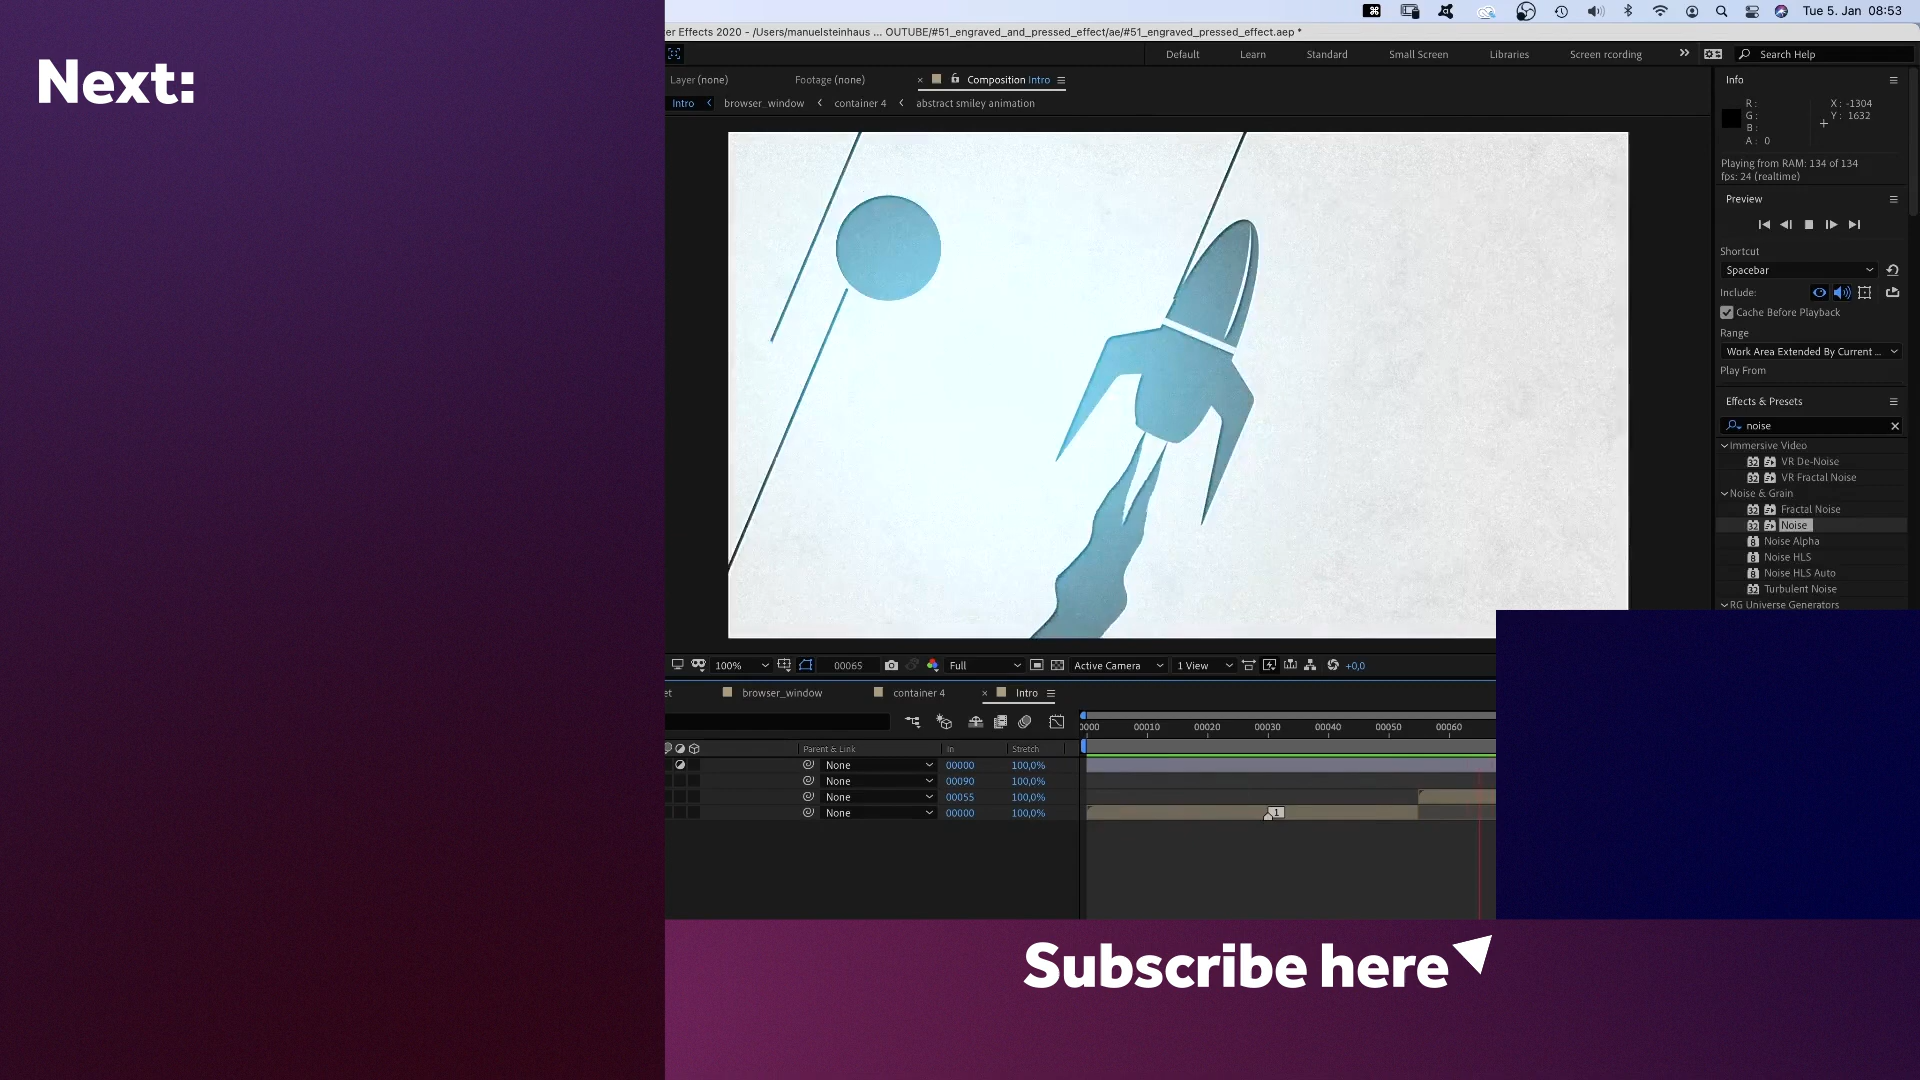 Next:
Tue 5. Jan 08:53
er Effects 2020 - /Users/manuelsteinhaus ... OUTUBE/#51_engraved_and_pressed_effect/ae/#51_engraved_pressed_effect.aep *
Default Learn Standard Small Screen Libraries Screen recording Search Help
Layer (none) Footage (none) × Composition Intro
Intro browser_window container 4 abstract smiley animation
Info
R :
G :
B :
A : 0
X : -1304
Y : 1632
Playing from RAM: 134 of 134
fps: 24 (realtime)
Preview
Shortcut
Spacebar
Include:
Cache Before Playback
Range
Work Area Extended By Current ...
Play From
Effects & Presets
noise
Immersive Video
VR De-Noise
VR Fractal Noise
Noise & Grain
Fractal Noise
Noise
Noise Alpha
Noise HLS
Noise HLS Auto
Turbulent Noise
RG Universe Generators
100% 00065 Full Active Camera 1 View +0,0
et browser_window container 4 × Intro
0000 00010 00020 00030 00040 00050 00060
Parent & Link In Stretch
None 00000 100,0%
None 00090 100,0%
None 00055 100,0%
None 00000 100,0%
1
Subscribe here